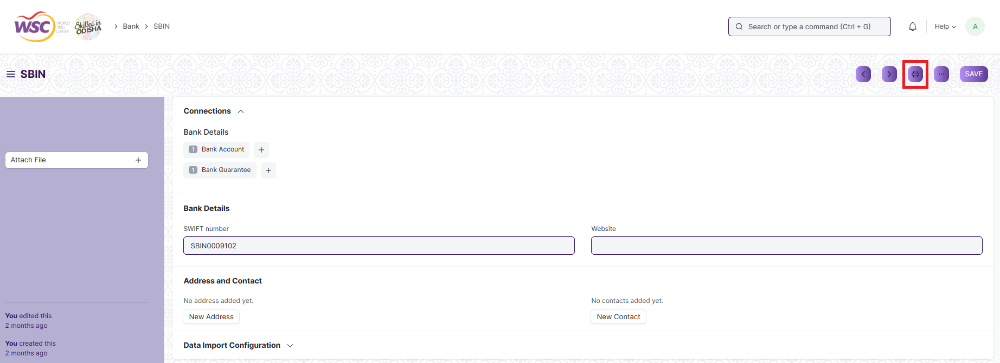 WSC WORLD SKILL CENTER
Skilled in ODISHA
Bank SBIN
Search or type a command (Ctrl + G)
Help
A
SBIN
SAVE
Connections
Bank Details
1 Bank Account
1 Bank Guarantee
Attach File
Bank Details
SWIFT number
Website
SBIN0009102
Address and Contact
No address added yet.
No contacts added yet.
New Address
New Contact
You edited this
2 months ago
You created this
2 months ago
Data Import Configuration